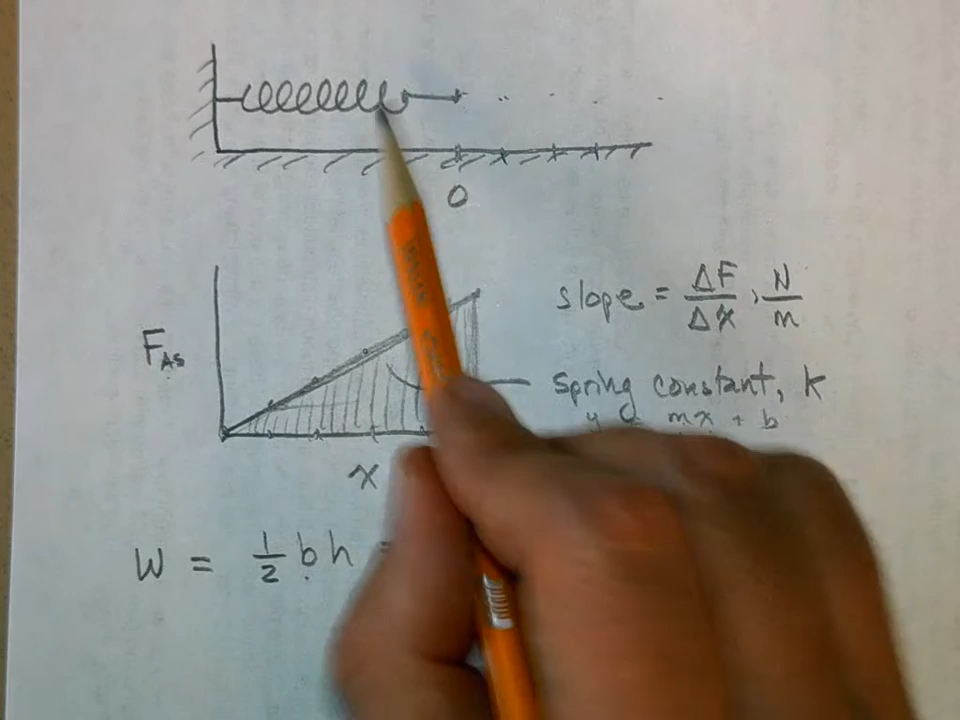 0
F_AS
slope = ΔF/Δx, N/m
spring constant, k
y = mx + b
x
W = 1/2 b h =